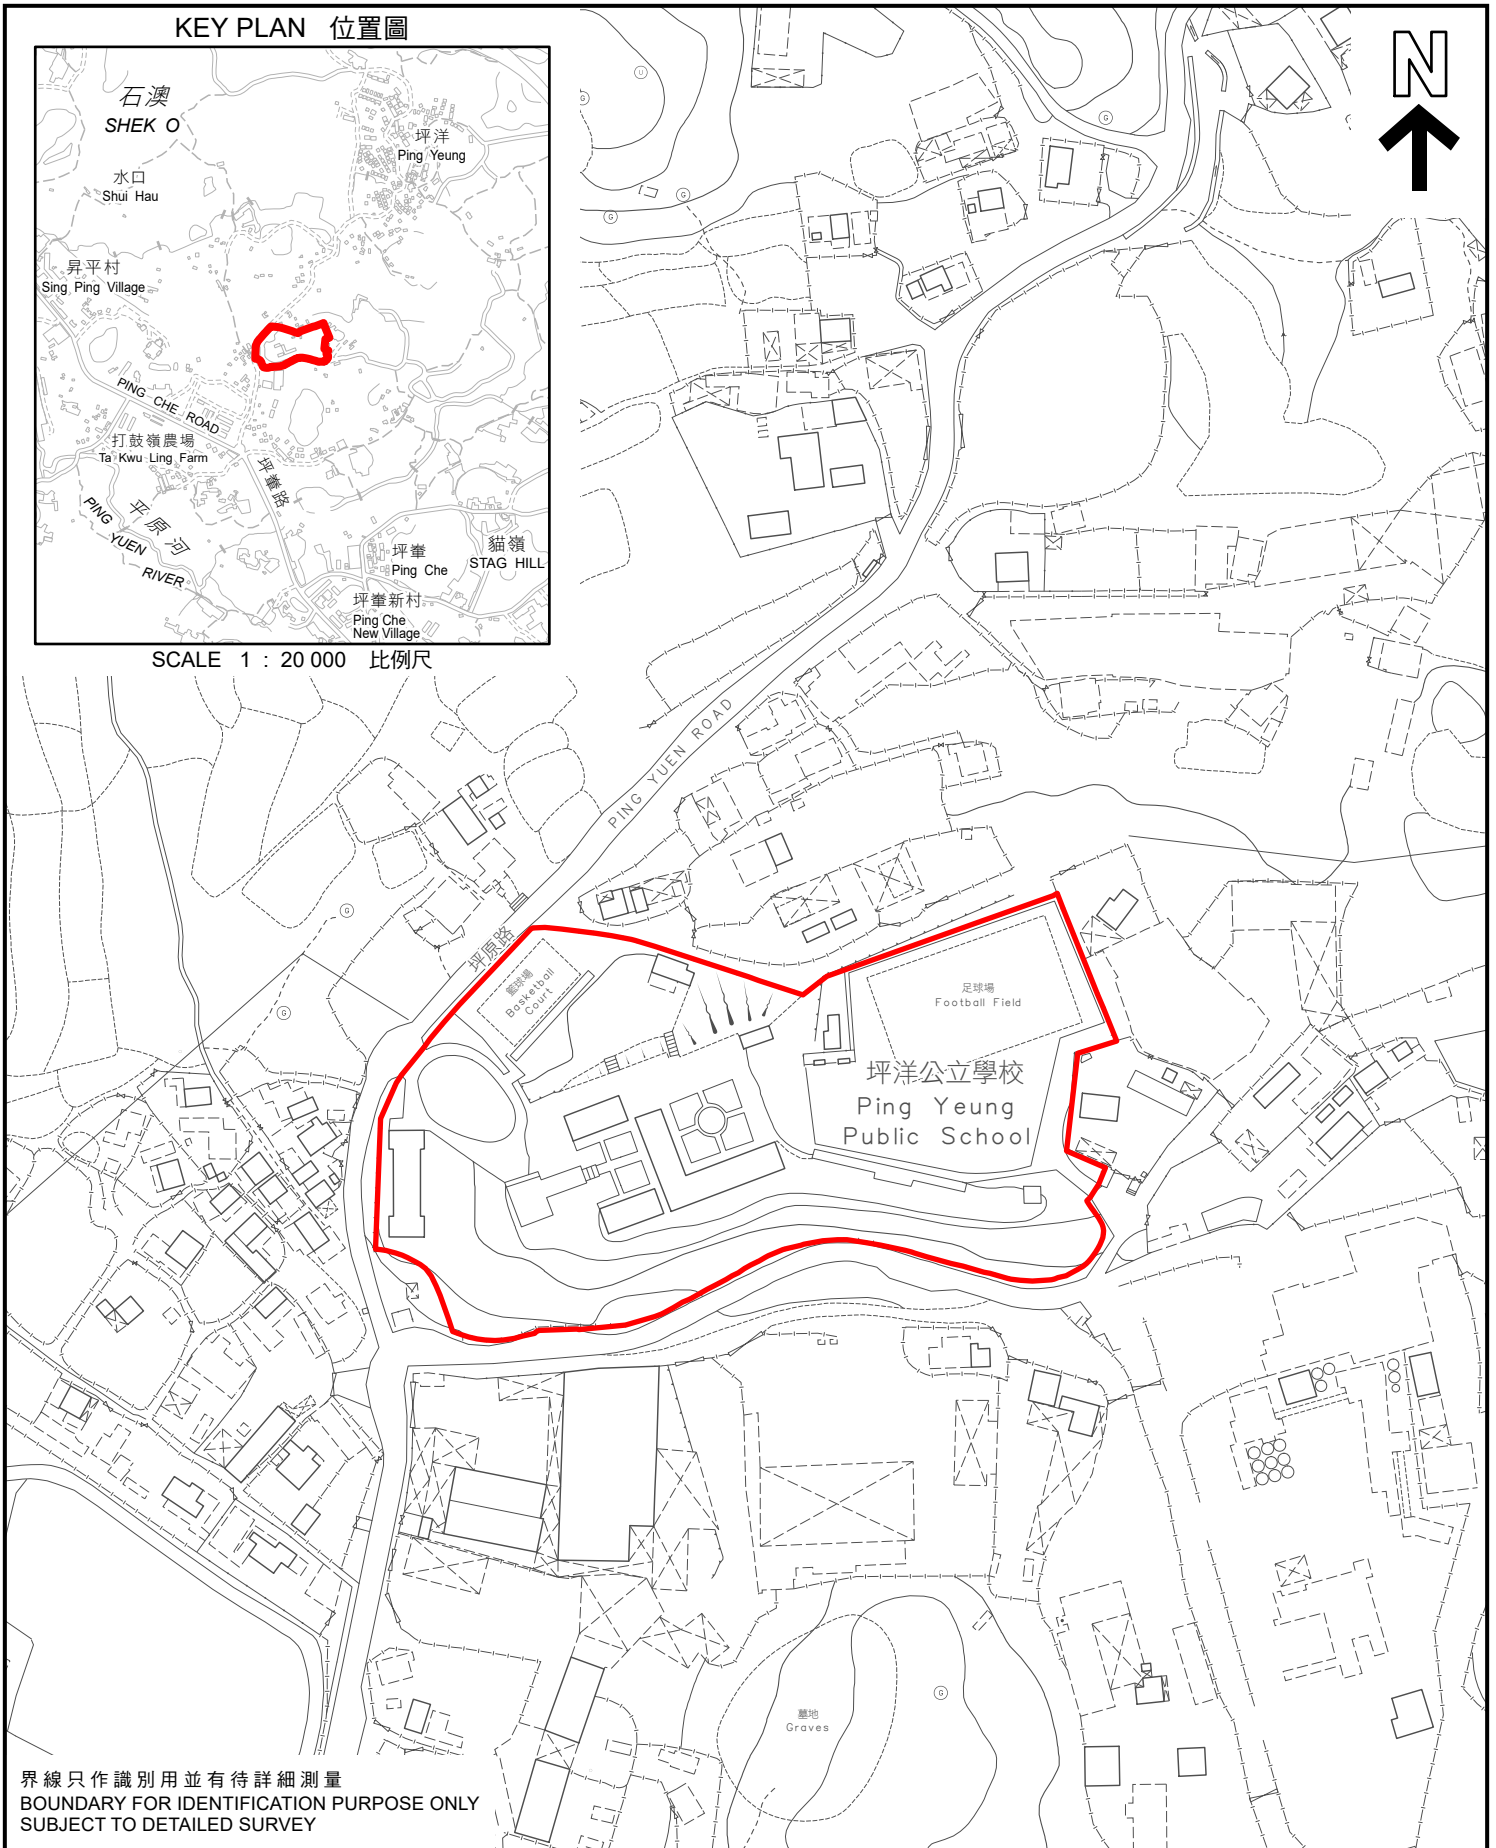 KEY PLAN 位置圖
N
石澳
SHEK O
坪洋
Ping Yeung
水口
Shui Hau
昇平村
Sing Ping Village
PING CHE ROAD
打鼓嶺農場
Ta Kwu Ling Farm
坪輋路
平原河
PING YUEN RIVER
貓嶺
STAG HILL
坪輋
Ping Che
坪輋新村
Ping Che
New Village
SCALE 1 : 20 000 比例尺
U
G
G
G
G
PING YUEN ROAD
坪原路
G
G
籃球場
Basketball
Court
足球場
Football Field
坪洋公立學校
Ping Yeung
Public School
G
墓地
Graves
界線只作識別用並有待詳細測量
BOUNDARY FOR IDENTIFICATION PURPOSE ONLY
SUBJECT TO DETAILED SURVEY